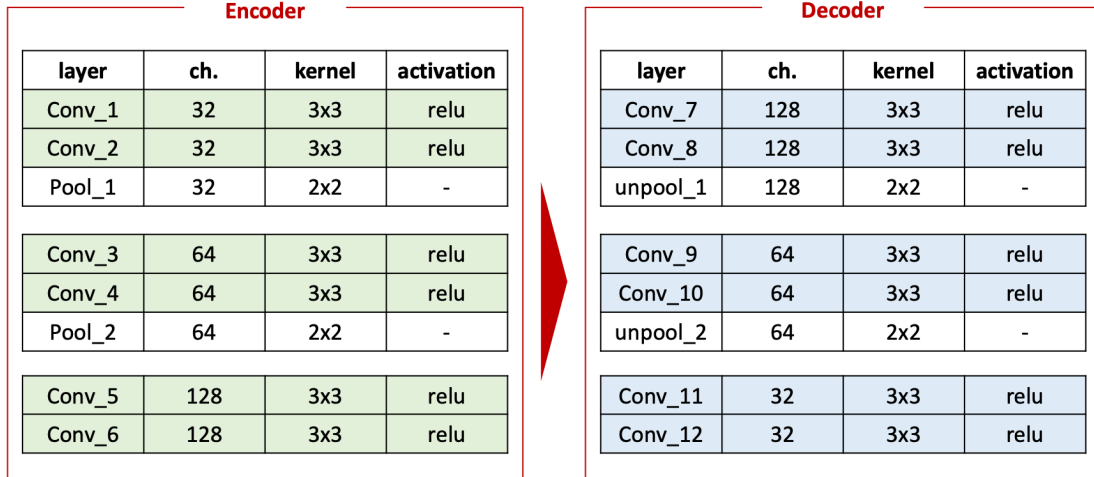 Encoder
layer ch. kernel activation
Conv_1 32 3x3 relu
Conv_2 32 3x3 relu
Pool_1 32 2x2 -
Conv_3 64 3x3 relu
Conv_4 64 3x3 relu
Pool_2 64 2x2 -
Conv_5 128 3x3 relu
Conv_6 128 3x3 relu
Decoder
layer ch. kernel activation
Conv_7 128 3x3 relu
Conv_8 128 3x3 relu
unpool_1 128 2x2 -
Conv_9 64 3x3 relu
Conv_10 64 3x3 relu
unpool_2 64 2x2 -
Conv_11 32 3x3 relu
Conv_12 32 3x3 relu